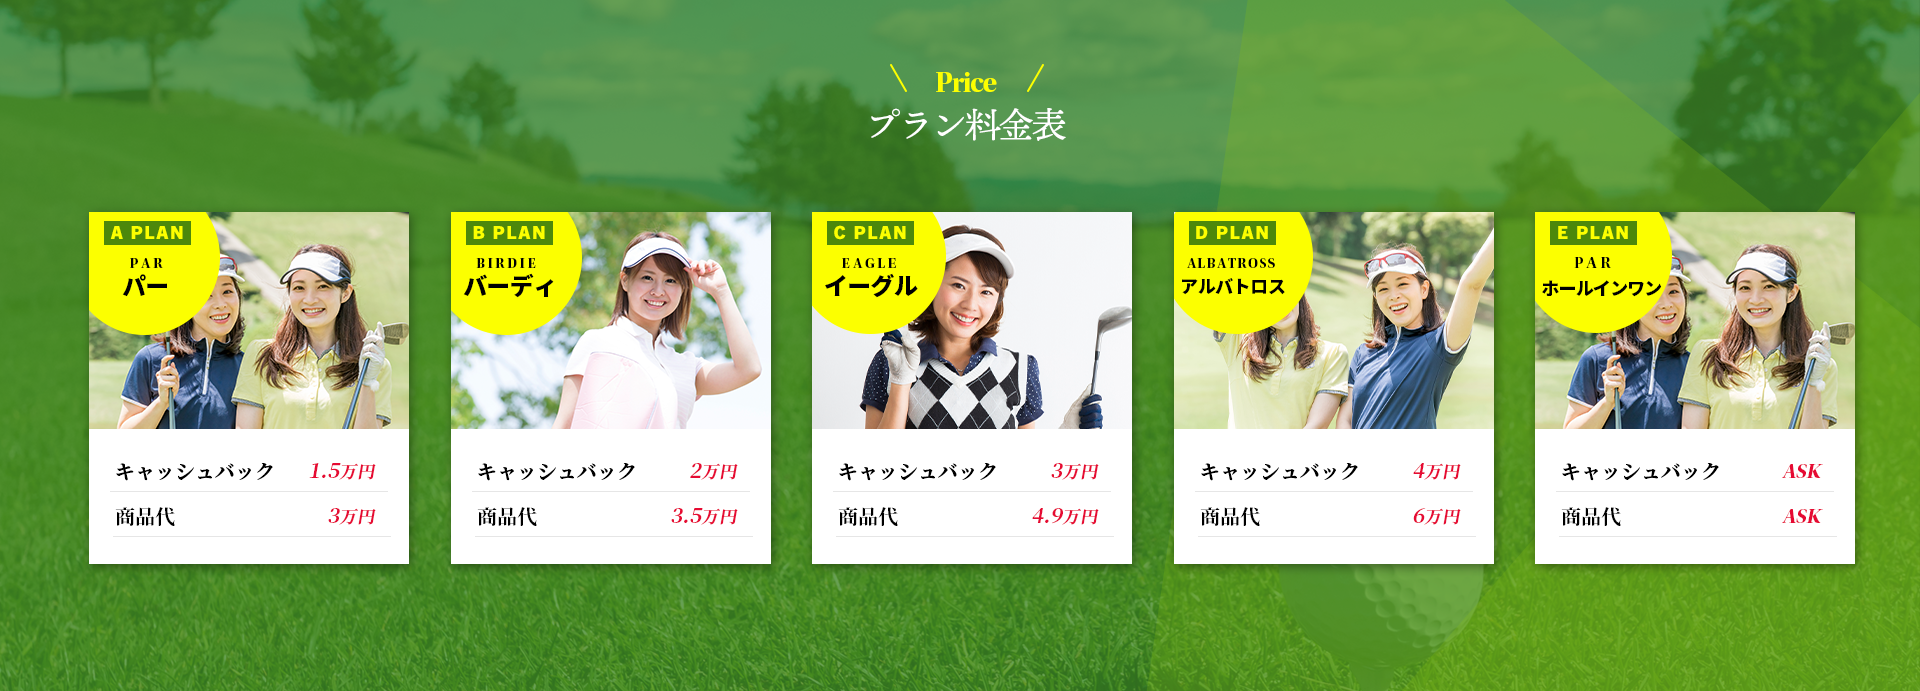 Price
プラン料金表
A PLAN
PAR
パー
キャッシュバック 1.5万円
商品代 3万円
B PLAN
BIRDIE
バーディ
キャッシュバック 2万円
商品代 3.5万円
C PLAN
EAGLE
イーグル
キャッシュバック 3万円
商品代 4.9万円
D PLAN
ALBATROSS
アルバトロス
キャッシュバック 4万円
商品代 6万円
E PLAN
PAR
ホールインワン
キャッシュバック ASK
商品代 ASK